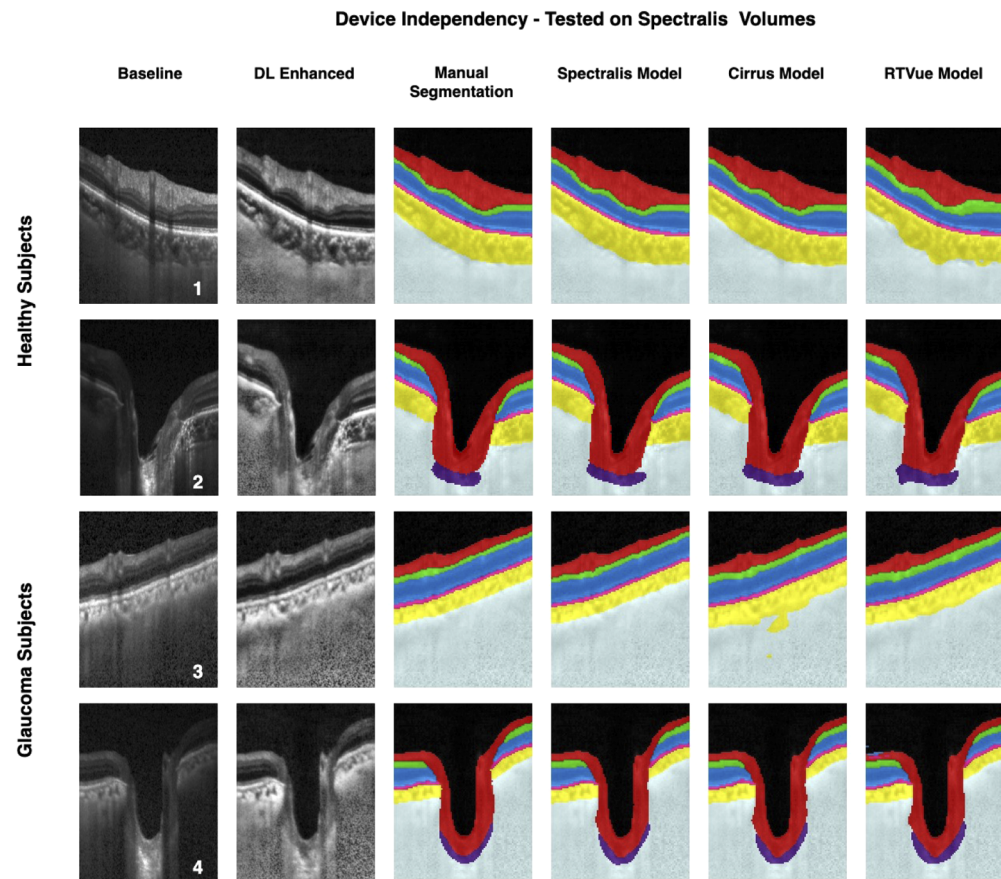 Device Independency - Tested on Spectralis Volumes
Baseline
DL Enhanced
Manual
Segmentation
Spectralis Model
Cirrus Model
RTVue Model
Healthy Subjects
1
2
Glaucoma Subjects
3
4